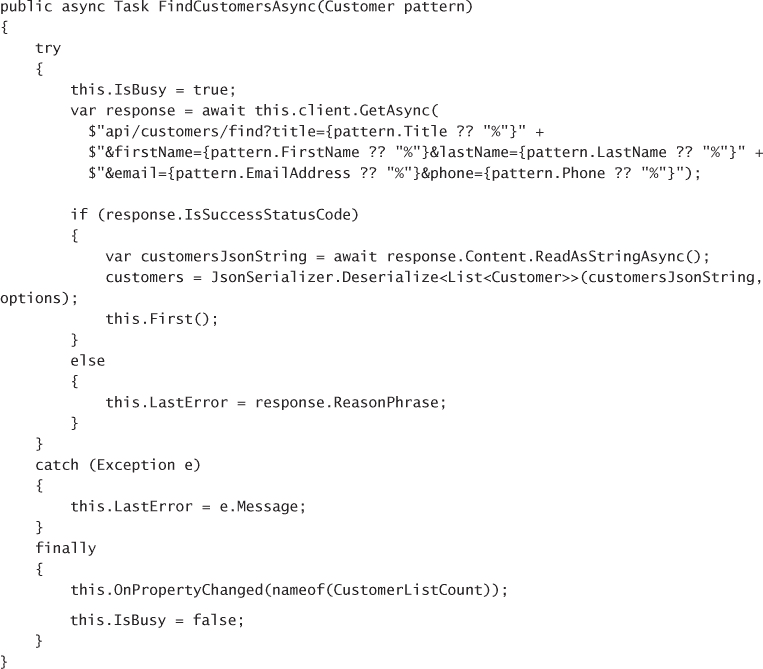 public async Task FindCustomersAsync(Customer pattern)
{
    try
    {
        this.IsBusy = true;
        var response = await this.client.GetAsync(
          $"api/customers/find?title={pattern.Title ?? "%"}" +
          $"&firstName={pattern.FirstName ?? "%"}&lastName={pattern.LastName ?? "%"}" +
          $"&email={pattern.EmailAddress ?? "%"}&phone={pattern.Phone ?? "%"}");

        if (response.IsSuccessStatusCode)
        {
            var customersJsonString = await response.Content.ReadAsStringAsync();
            customers = JsonSerializer.Deserialize<List<Customer>>(customersJsonString,
options);
            this.First();
        }
        else
        {
            this.LastError = response.ReasonPhrase;
        }
    }
    catch (Exception e)
    {
        this.LastError = e.Message;
    }
    finally
    {
        this.OnPropertyChanged(nameof(CustomerListCount));
        this.IsBusy = false;
    }
}